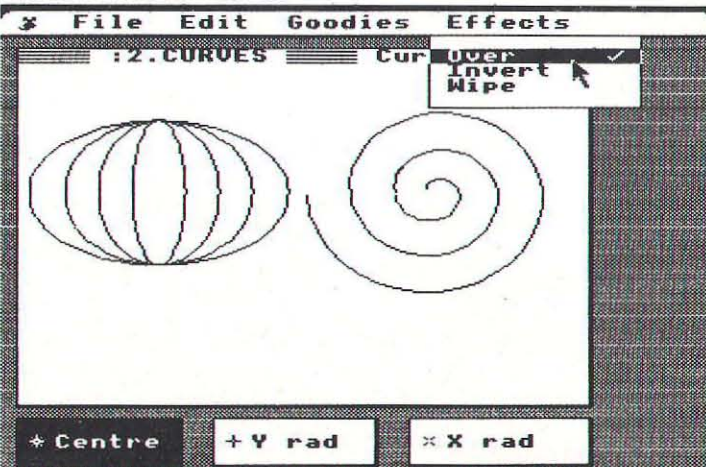 File Edit Goodies Effects
:2.CURVES Cur
Over
Invert
Wipe
Centre
Y rad
X rad